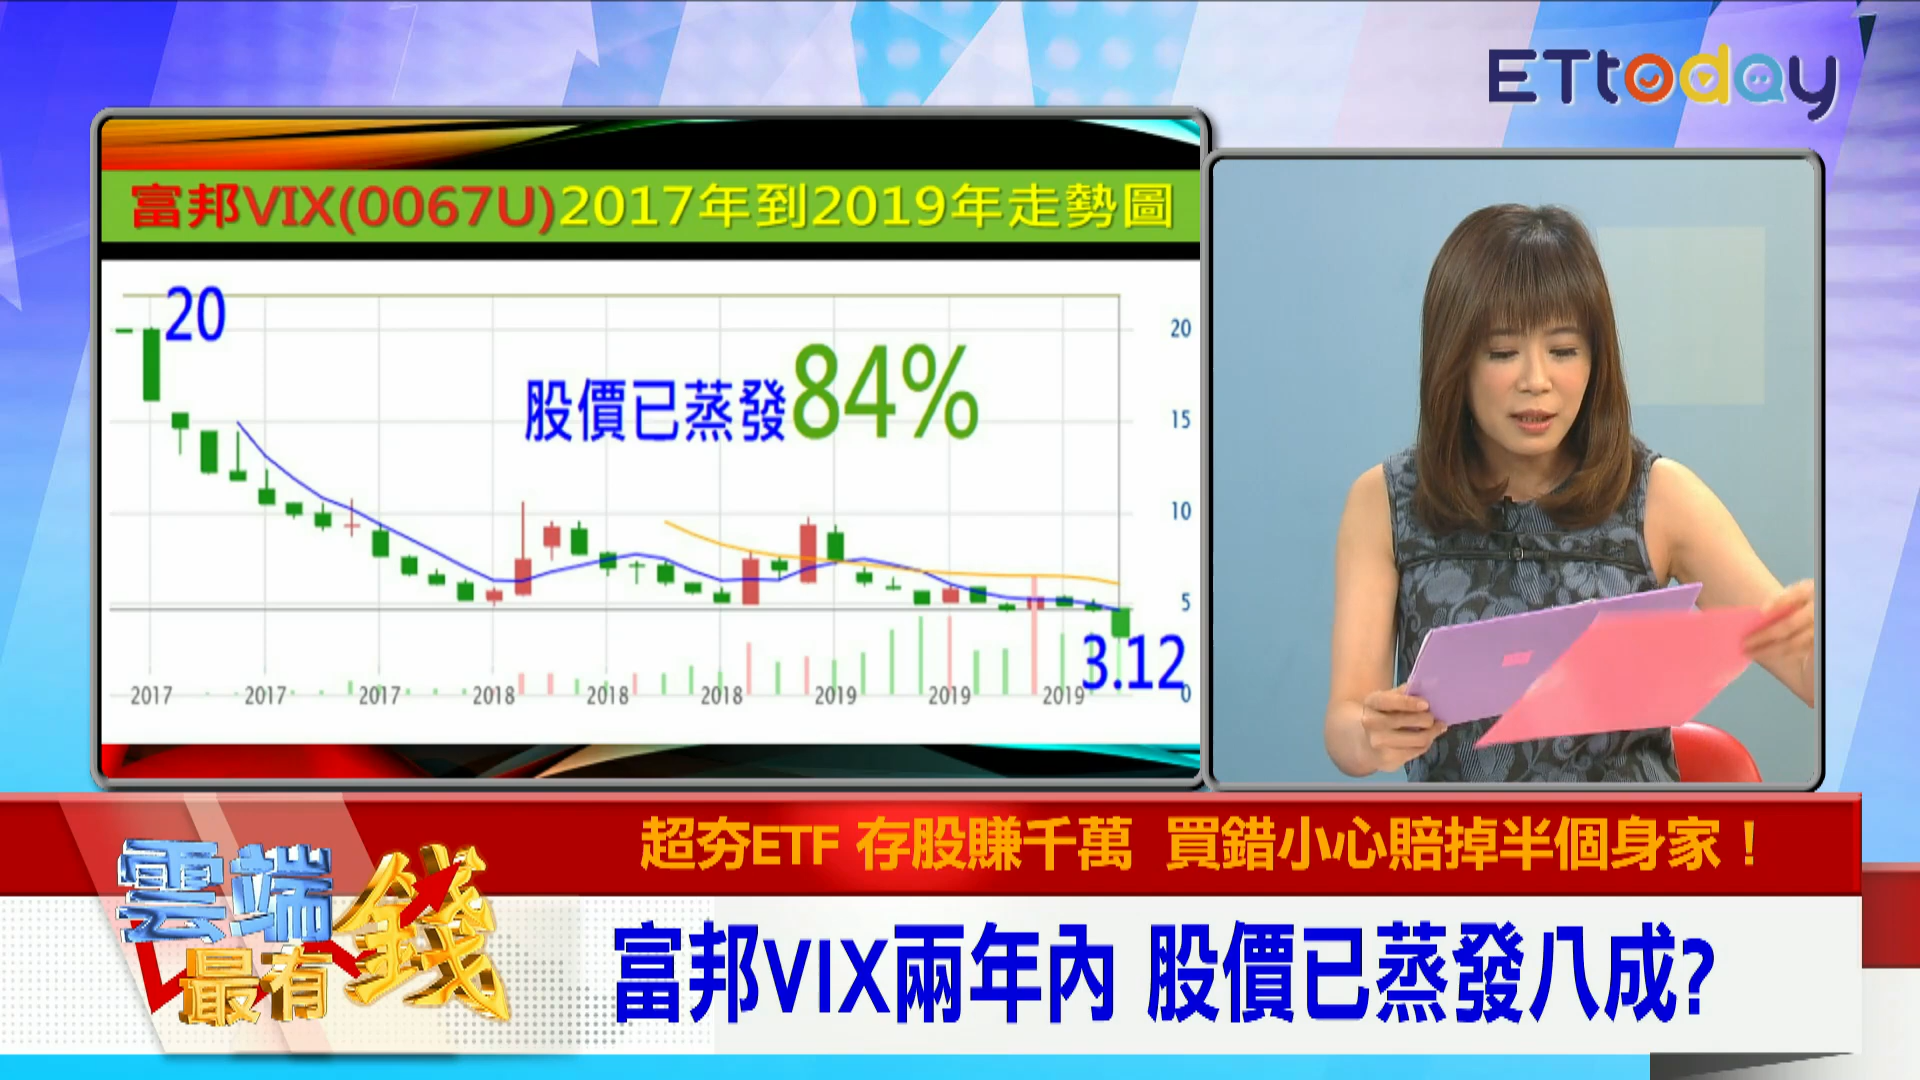 ETtoday
富邦VIX(0067U)2017年到2019年走勢圖
20
股價已蒸發84%
20
15
10
5
0
3.12
2017 2017 2017 2018 2018 2018 2019 2019 2019
超夯ETF 存股賺千萬 買錯小心賠掉半個身家！
雲端最有錢
富邦VIX兩年內 股價已蒸發八成?